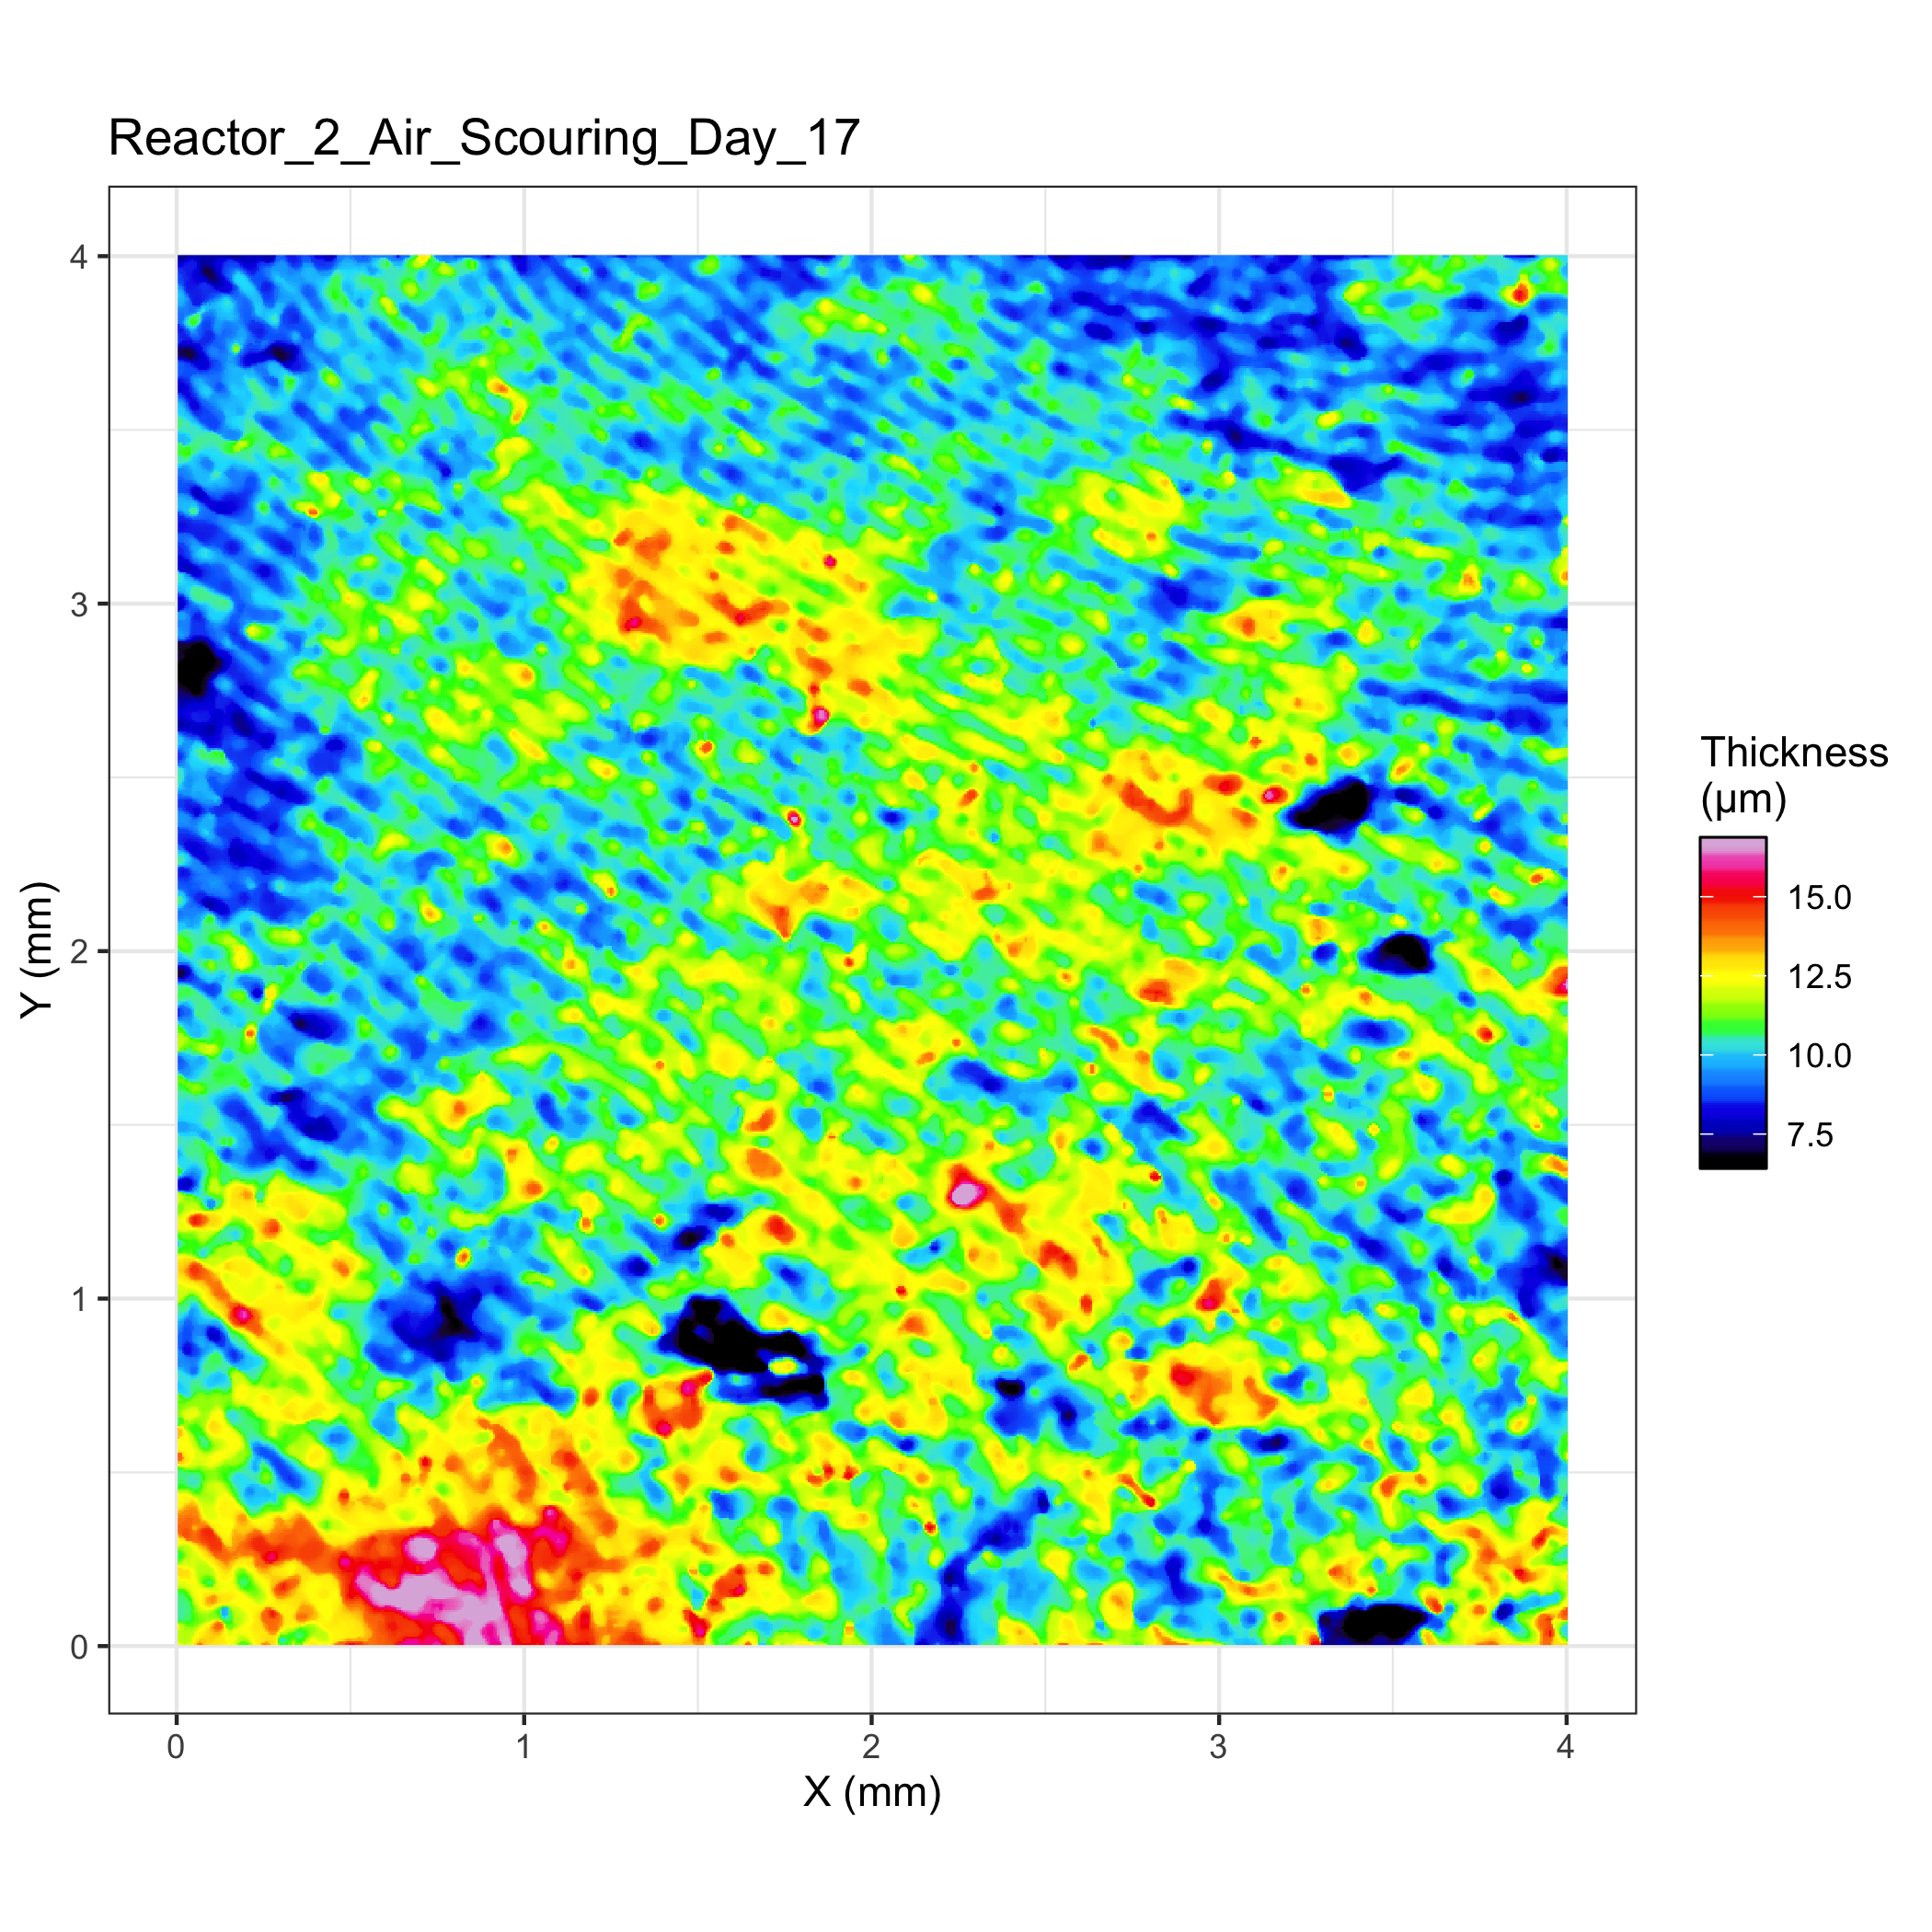 Reactor_2_Air_Scouring_Day_17
4
3
2
1
0
Y (mm)
0 1 2 3 4
X (mm)
Thickness
(μm)
15.0
12.5
10.0
7.5